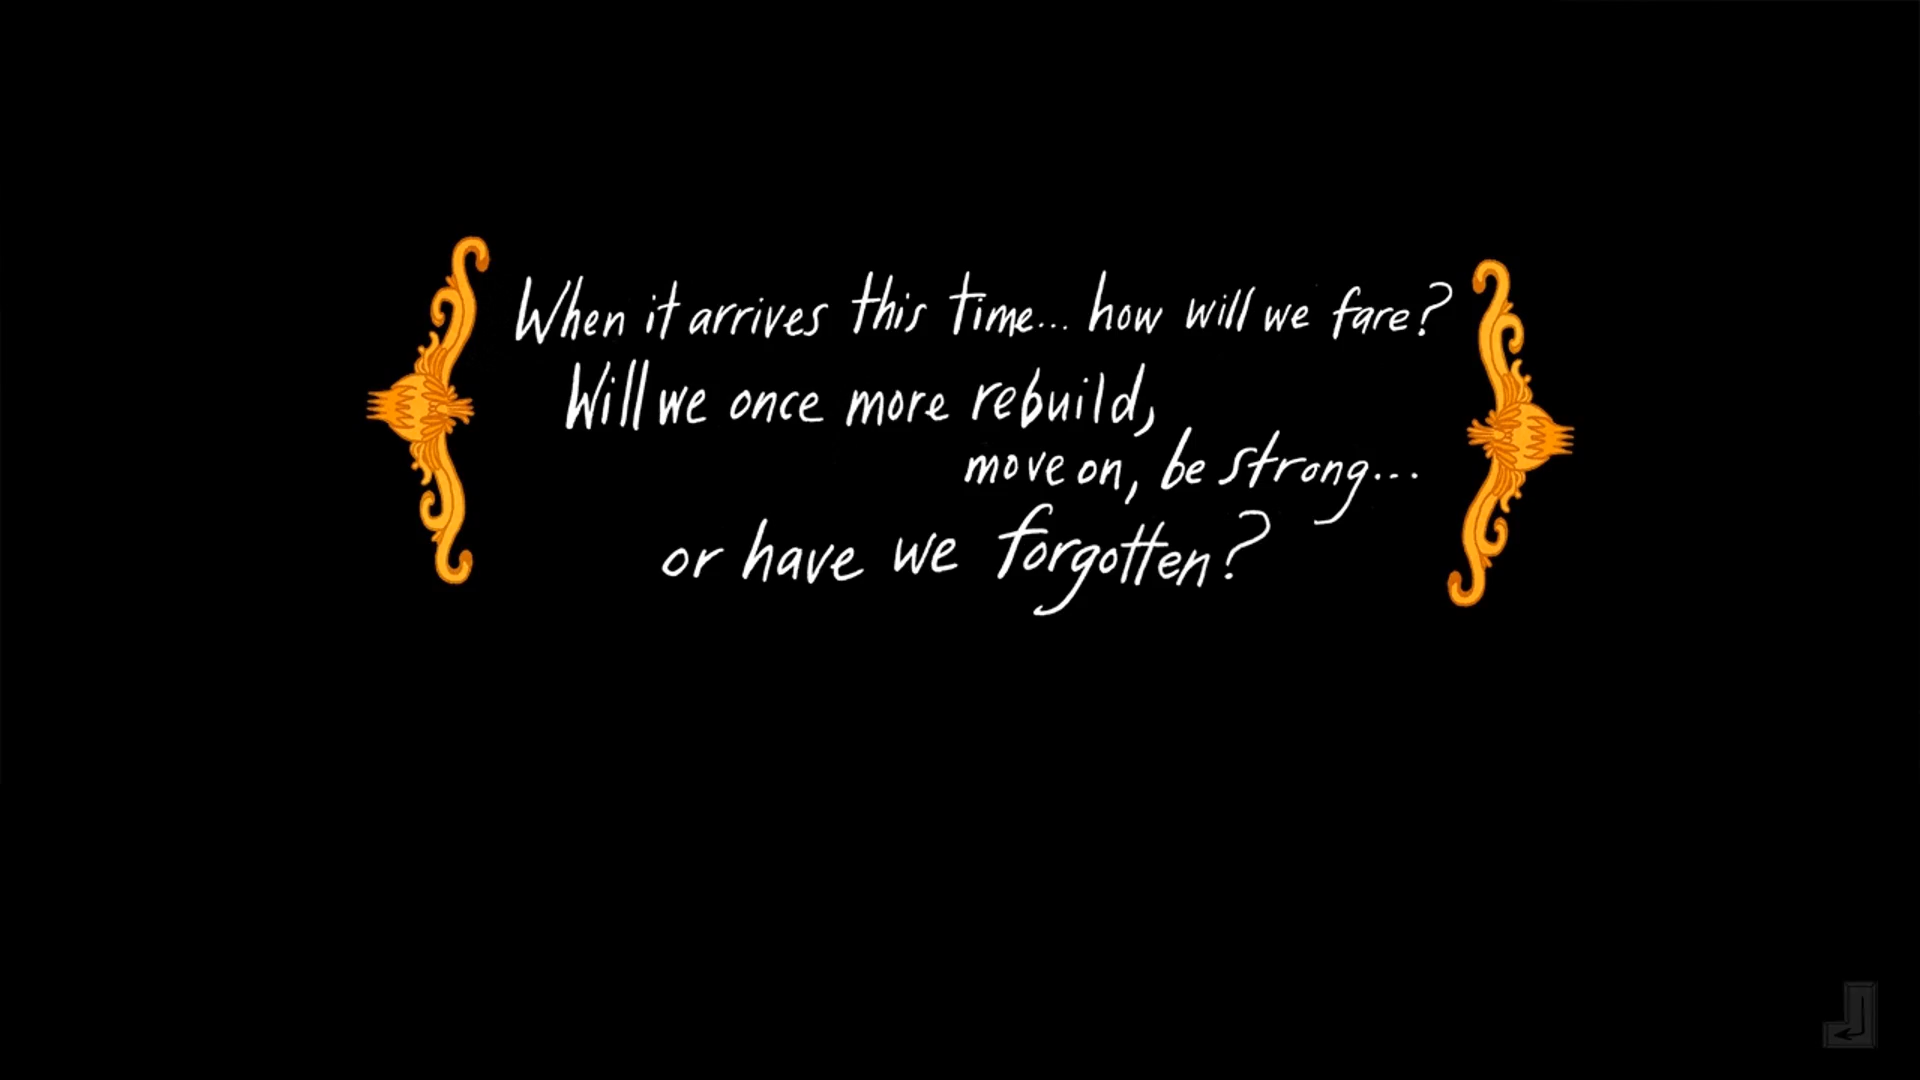 When it arrives this time... how will we fare?
Will we once more rebuild,
move on, be strong...
or have we forgotten?